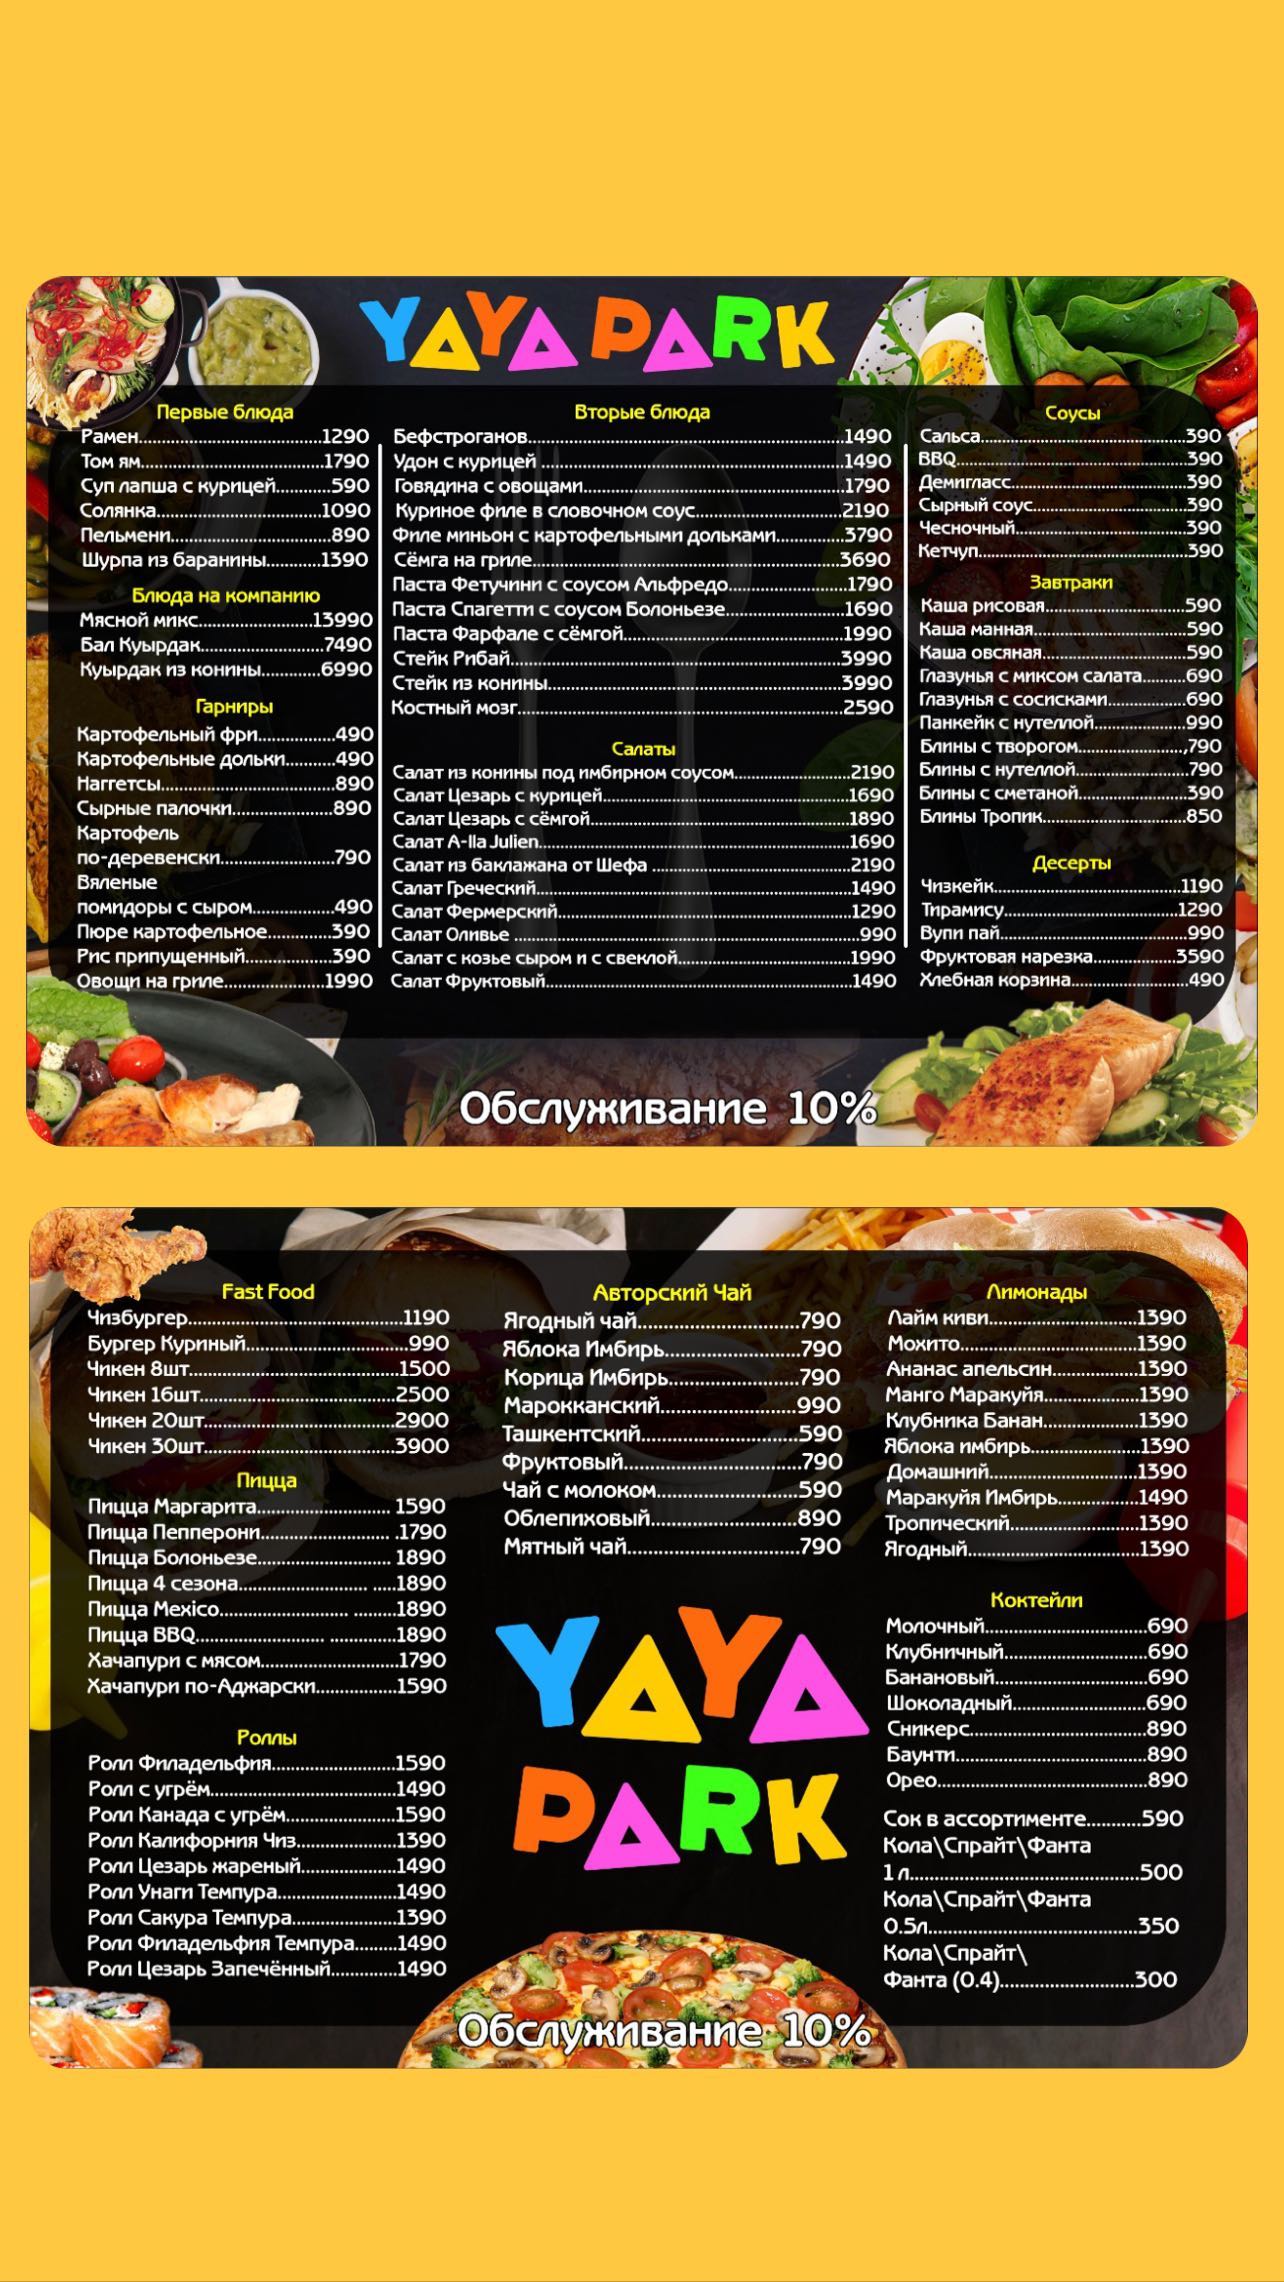 YAYA PARK
Первые блюда
Рамен.................................1290
Том ям.................................1790
Суп лапша с курицей............590
Солянка..............................1090
Пельмени.............................890
Шурпа из баранины...........1390
Блюда на компанию
Мясной микс.....................13990
Бал Куырдак.......................7490
Куырдак из конины............6990
Гарниры
Картофельный фри................490
Картофельные дольки..........490
Наггетсы................................890
Сырные палочки...................890
Картофель
по-деревенски.......................790
Вяленые
помидоры с сыром................490
Пюре картофельное.............390
Рис припущенный.................390
Овощи на гриле...................1990
Вторые блюда
Бефстроганов...............................................................1490
Удон с курицей ............................................................1490
Говядина с овощами....................................................1790
Куриное филе в словочном соус.............................2190
Филе миньон с картофельными дольками..............3790
Сёмга на гриле.............................................................3690
Паста Фетучини с соусом Альфредо.......................1790
Паста Спагетти с соусом Болоньезе.......................1690
Паста Фарфале с сёмгой............................................1990
Стейк Рибай..................................................................3990
Стейк из конины...........................................................3990
Костный мозг.................................................................2590
Салаты
Салат из конины под имбирном соусом..........................2190
Салат Цезарь с курицей.....................................................1690
Салат Цезарь с сёмгой.......................................................1890
Салат A-lla Julien..................................................................1690
Салат из баклажана от Шефа ...........................................2190
Салат Греческий...................................................................1490
Салат Фермерский..............................................................1290
Салат Оливье ........................................................................990
Салат с козье сыром и с свеклой.....................................1990
Салат Фруктовый.................................................................1490
Соусы
Сальса............................................390
BBQ.................................................390
Демигласс......................................390
Сырный соус..................................390
Чесночный.....................................390
Кетчуп.............................................390
Завтраки
Каша рисовая...............................590
Каша манная.................................590
Каша овсяная...............................590
Глазунья с миксом салата..........690
Глазунья с сосисками.................690
Панкейк с нутеллой....................990
Блины с творогом.......................,790
Блины с нутеллой.........................790
Блины с сметаной........................390
Блины Тропик................................850
Десерты
Чизкейк........................................1190
Тирамису.....................................1290
Вупи пай.........................................990
Фруктовая нарезка..................3590
Хлебная корзина..........................490
Обслуживание 10%
Fast Food
Чизбургер...........................................1190
Бургер Куриный.................................990
Чикен 8шт..........................................1500
Чикен 16шт.......................................2500
Чикен 20шт......................................2900
Чикен 30шт......................................3900
Пицца
Пицца Маргарита.......................... 1590
Пицца Пепперони......................... .1790
Пицца Болоньезе.......................... 1890
Пицца 4 сезона.......................... .....1890
Пицца Mexico.......................... .........1890
Пицца BBQ.......................... .............1890
Хачапури с мясом...........................1790
Хачапури по-Аджарски................1590
Роллы
Ролл Филадельфия........................1590
Ролл с угрём.....................................1490
Ролл Канада с угрём......................1590
Ролл Калифорния Чиз....................1390
Ролл Цезарь жареный...................1490
Ролл Унаги Темпура........................1490
Ролл Сакура Темпура.....................1390
Ролл Филадельфия Темпура.........1490
Ролл Цезарь Запечённый.............1490
Авторский Чай
Ягодный чай............................790
Яблока Имбирь........................790
Корица Имбирь.......................790
Марокканский.........................990
Ташкентский............................590
Фруктовый...............................790
Чай с молоком.........................590
Облепиховый..........................890
Мятный чай..............................790
YAYA
PARK
Лимонады
Лайм киви.............................1390
Мохито..................................1390
Ананас апельсин.................1390
Манго Маракуйя...................1390
Клубника Банан...................1390
Яблока имбирь.....................1390
Домашний.............................1390
Маракуйя Имбирь................1490
Тропический.........................1390
Ягодный.................................1390
Коктейли
Молочный...............................690
Клубничный............................690
Банановый..............................690
Шоколадный...........................690
Сникерс...................................890
Баунти......................................890
Орео.........................................890
Сок в ассортименте...........590
Кола\Спрайт\Фанта
1 л...........................................500
Кола\Спрайт\Фанта
0.5л.......................................350
Кола\Спрайт\
Фанта (0.4).........................300
Обслуживание 10%